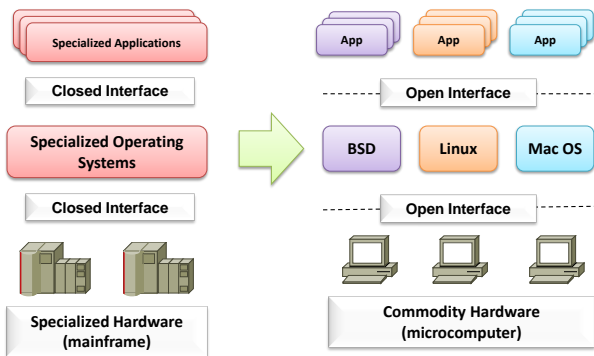 Specialized Applications
Closed Interface
Specialized Operating
Systems
Closed Interface
Specialized Hardware
(mainframe)
App
App
App
Open Interface
BSD
Linux
Mac OS
Open Interface
Commodity Hardware
(microcomputer)